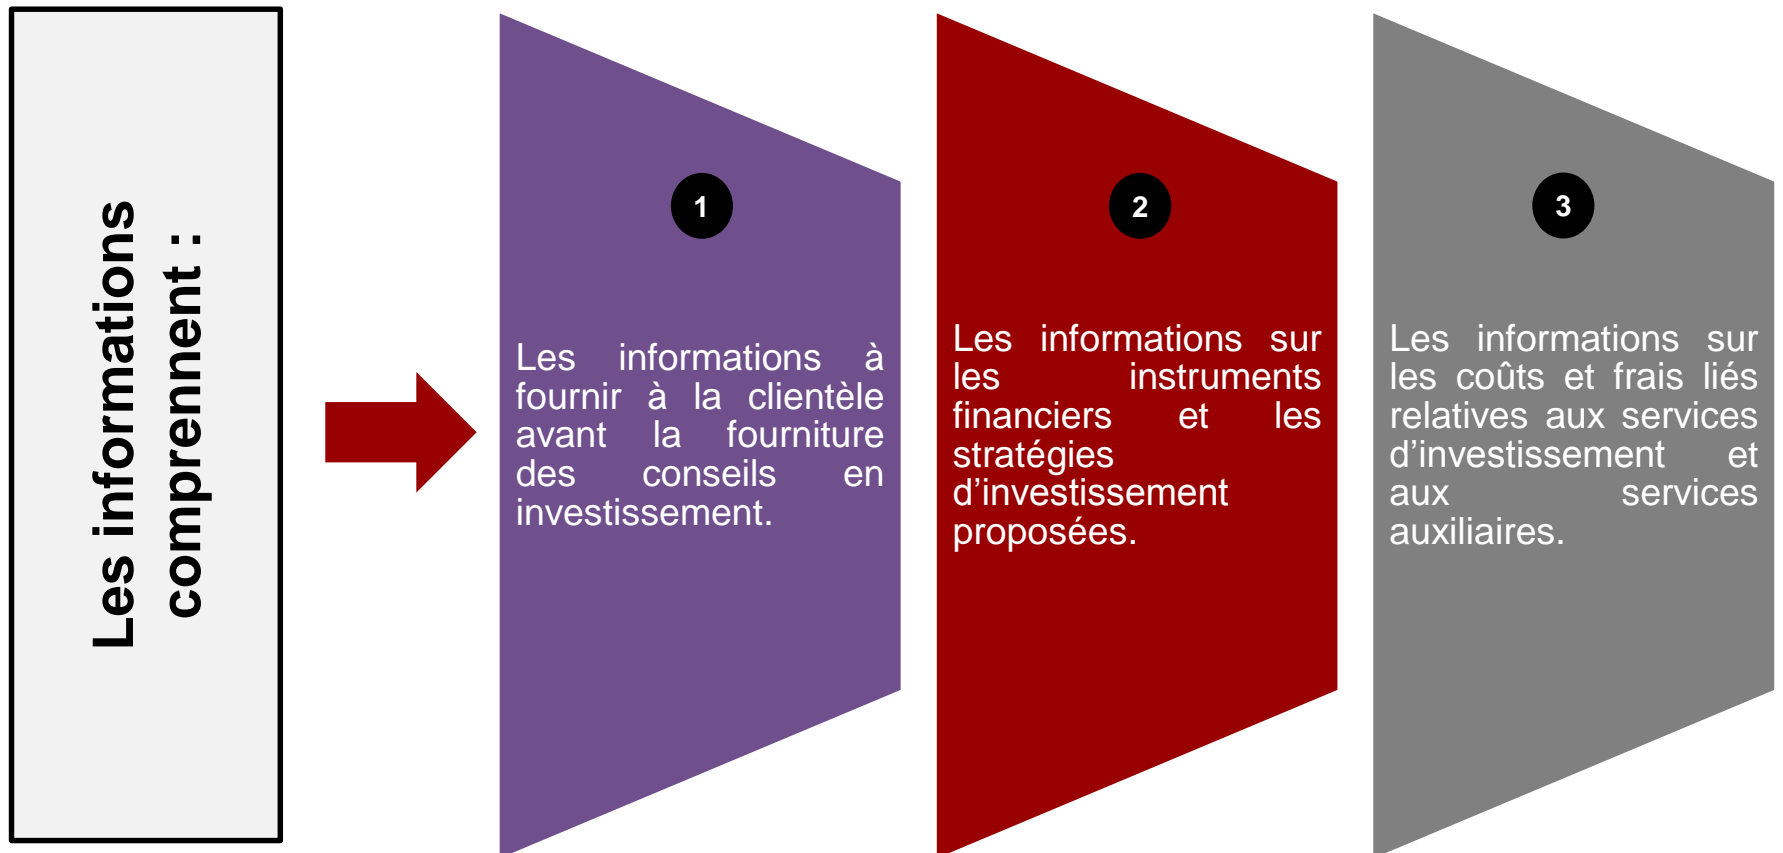 Les informations
comprennent :
1
Les informations à
fournir à la clientèle
avant la fourniture
des conseils en
investissement.
2
Les informations sur
les instruments
financiers et les
stratégies
d’investissement
proposées.
3
Les informations sur
les coûts et frais liés
relatives aux services
d’investissement et
aux services
auxiliaires.